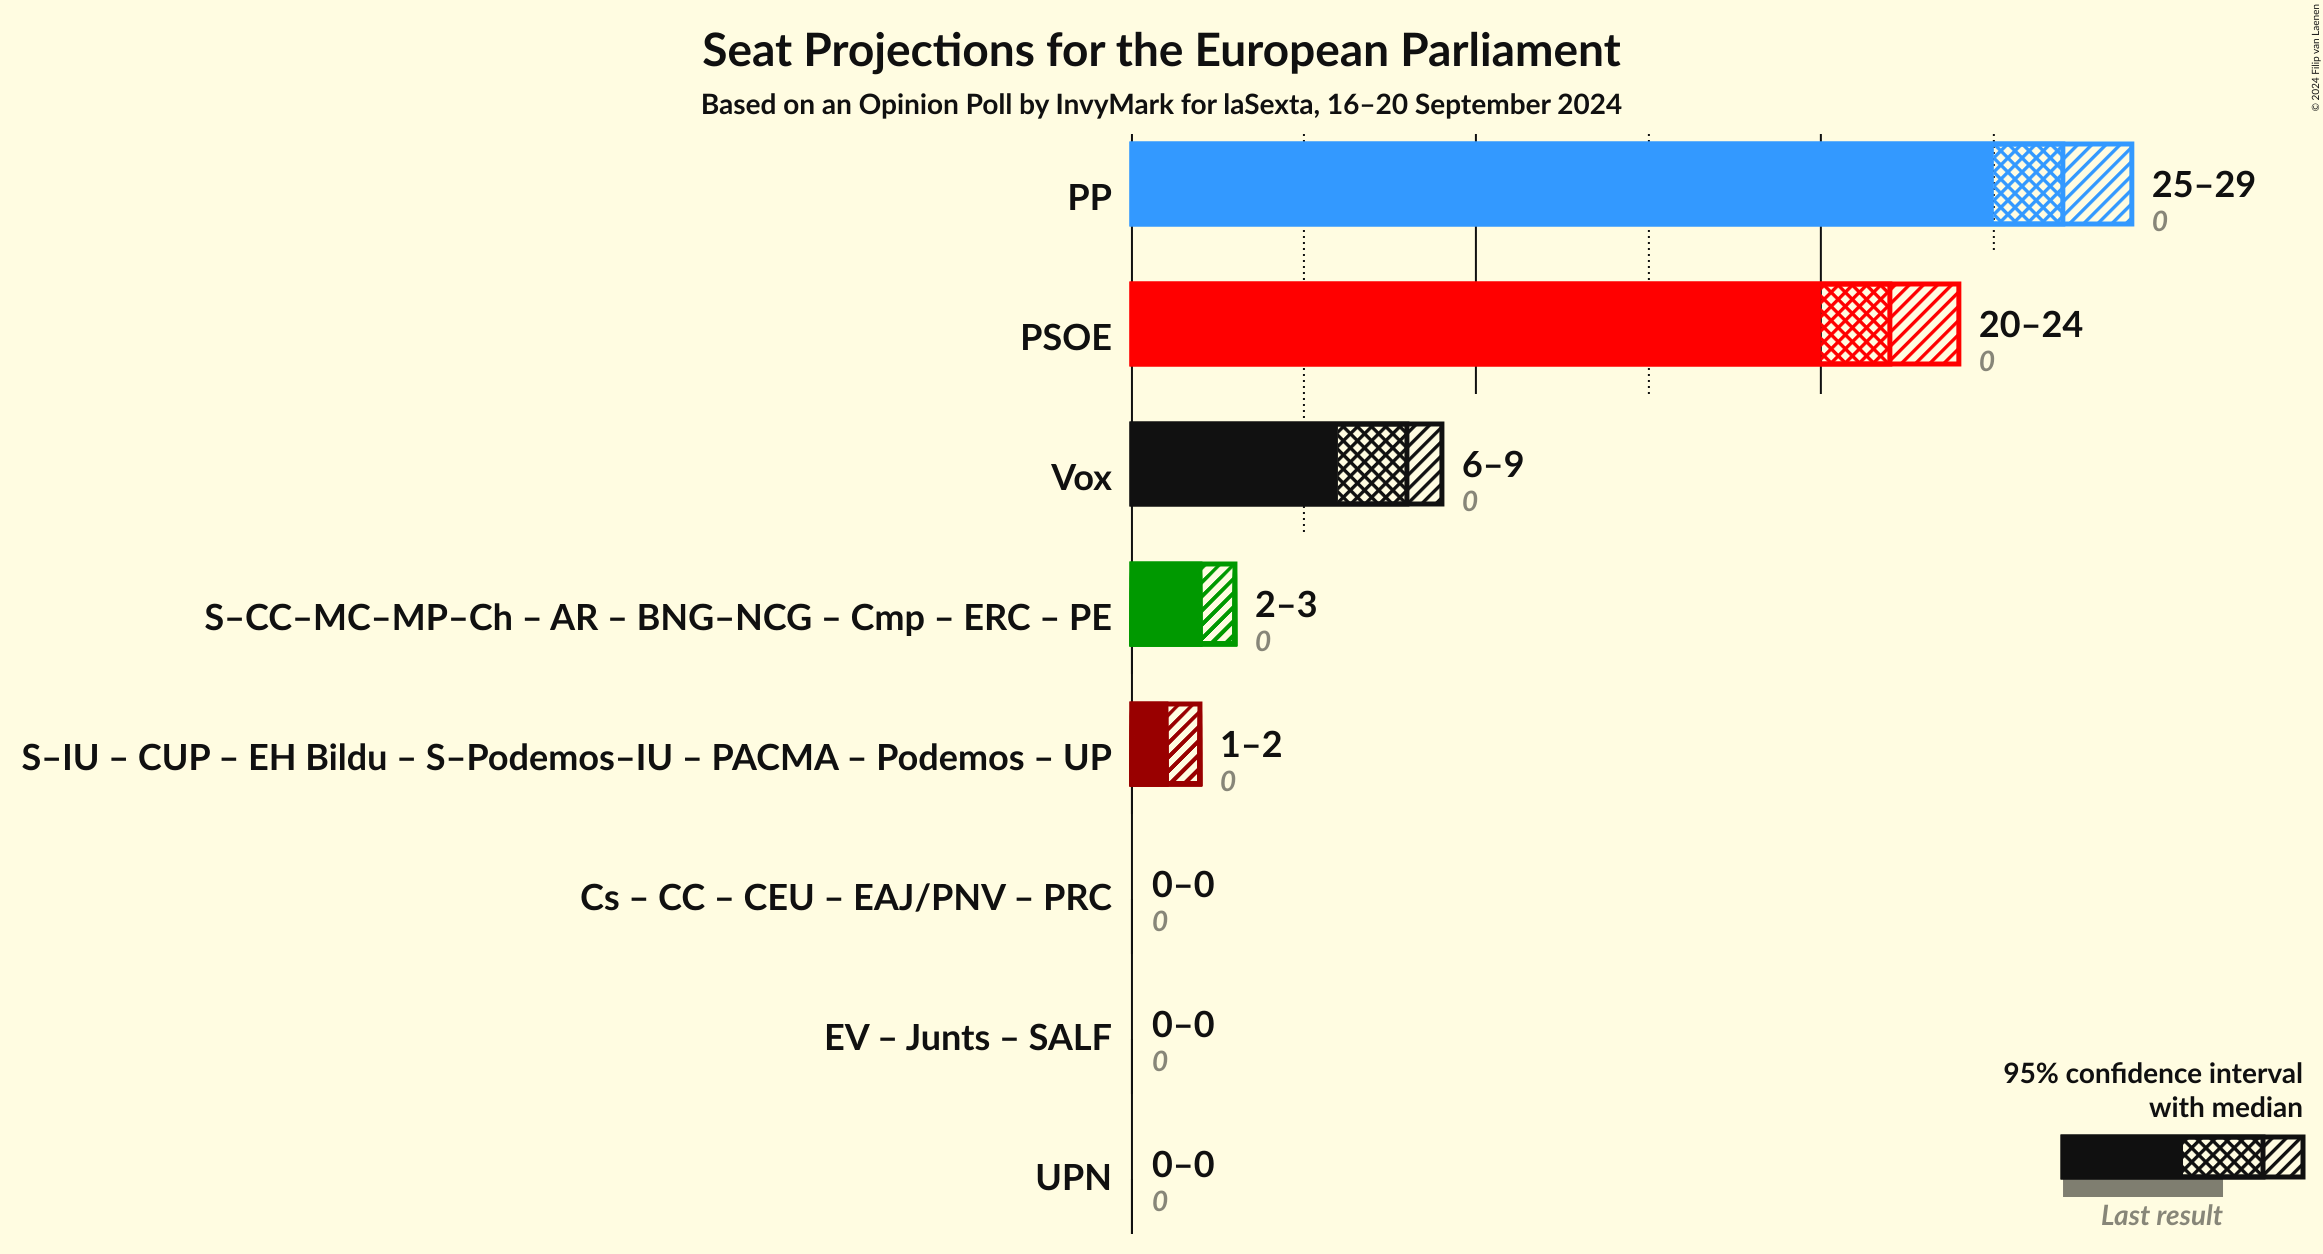 Seat Projections for the European Parliament
Based on an Opinion Poll by InvyMark for laSexta, 16–20 September 2024
© 2024 Filip van Laenen
PP
25–29
0
PSOE
20–24
0
Vox
6–9
0
S–CC–MC–MP–Ch – AR – BNG–NCG – Cmp – ERC – PE
2–3
0
S–IU – CUP – EH Bildu – S–Podemos–IU – PACMA – Podemos – UP
1–2
0
Cs – CC – CEU – EAJ/PNV – PRC
0–0
0
EV – Junts – SALF
0–0
0
UPN
0–0
0
95% confidence interval
with median
Last result